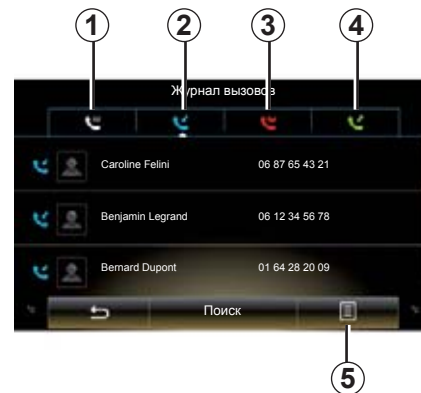 1 2 3 4
Журнал вызовов
Caroline Felini 06 87 65 43 21
Benjamin Legrand 06 12 34 56 78
Bernard Dupont 01 64 28 20 09
Поиск
5